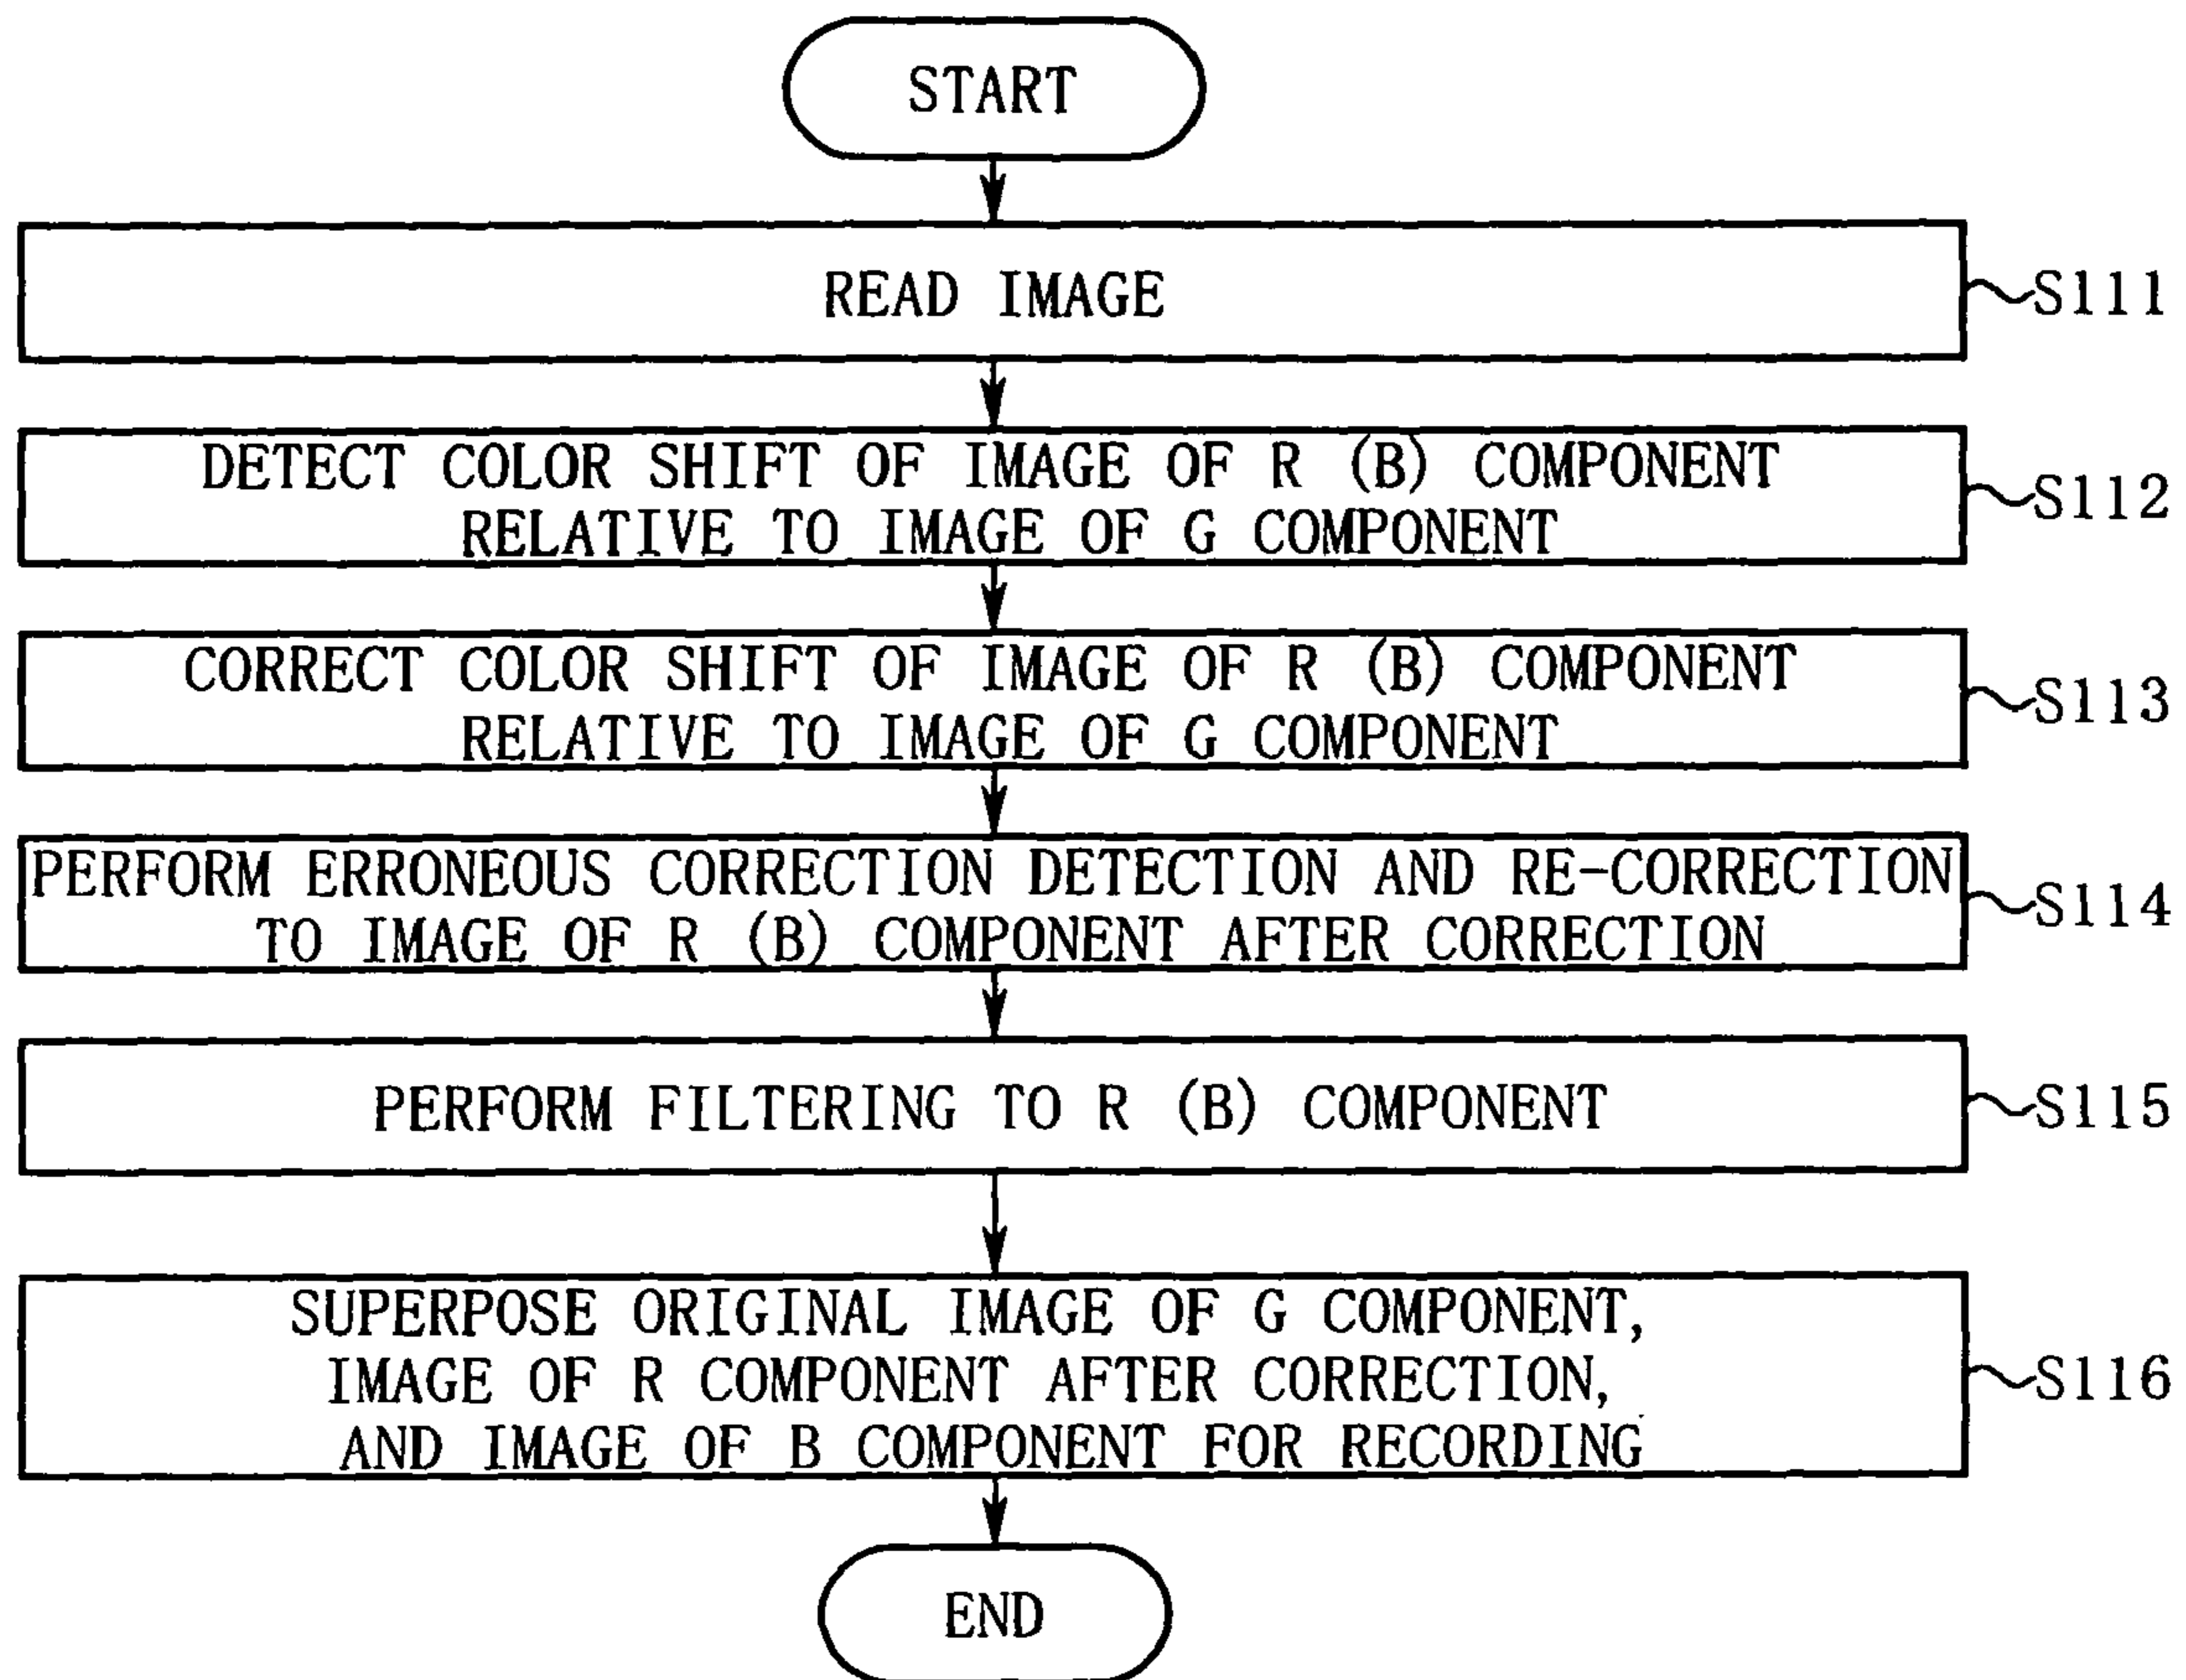 START
READ IMAGE
S111
DETECT COLOR SHIFT OF IMAGE OF R (B) COMPONENT
RELATIVE TO IMAGE OF G COMPONENT
S112
CORRECT COLOR SHIFT OF IMAGE OF R (B) COMPONENT
RELATIVE TO IMAGE OF G COMPONENT
S113
PERFORM ERRONEOUS CORRECTION DETECTION AND RE-CORRECTION
TO IMAGE OF R (B) COMPONENT AFTER CORRECTION
S114
PERFORM FILTERING TO R (B) COMPONENT
S115
SUPERPOSE ORIGINAL IMAGE OF G COMPONENT,
IMAGE OF R COMPONENT AFTER CORRECTION,
AND IMAGE OF B COMPONENT FOR RECORDING
S116
END